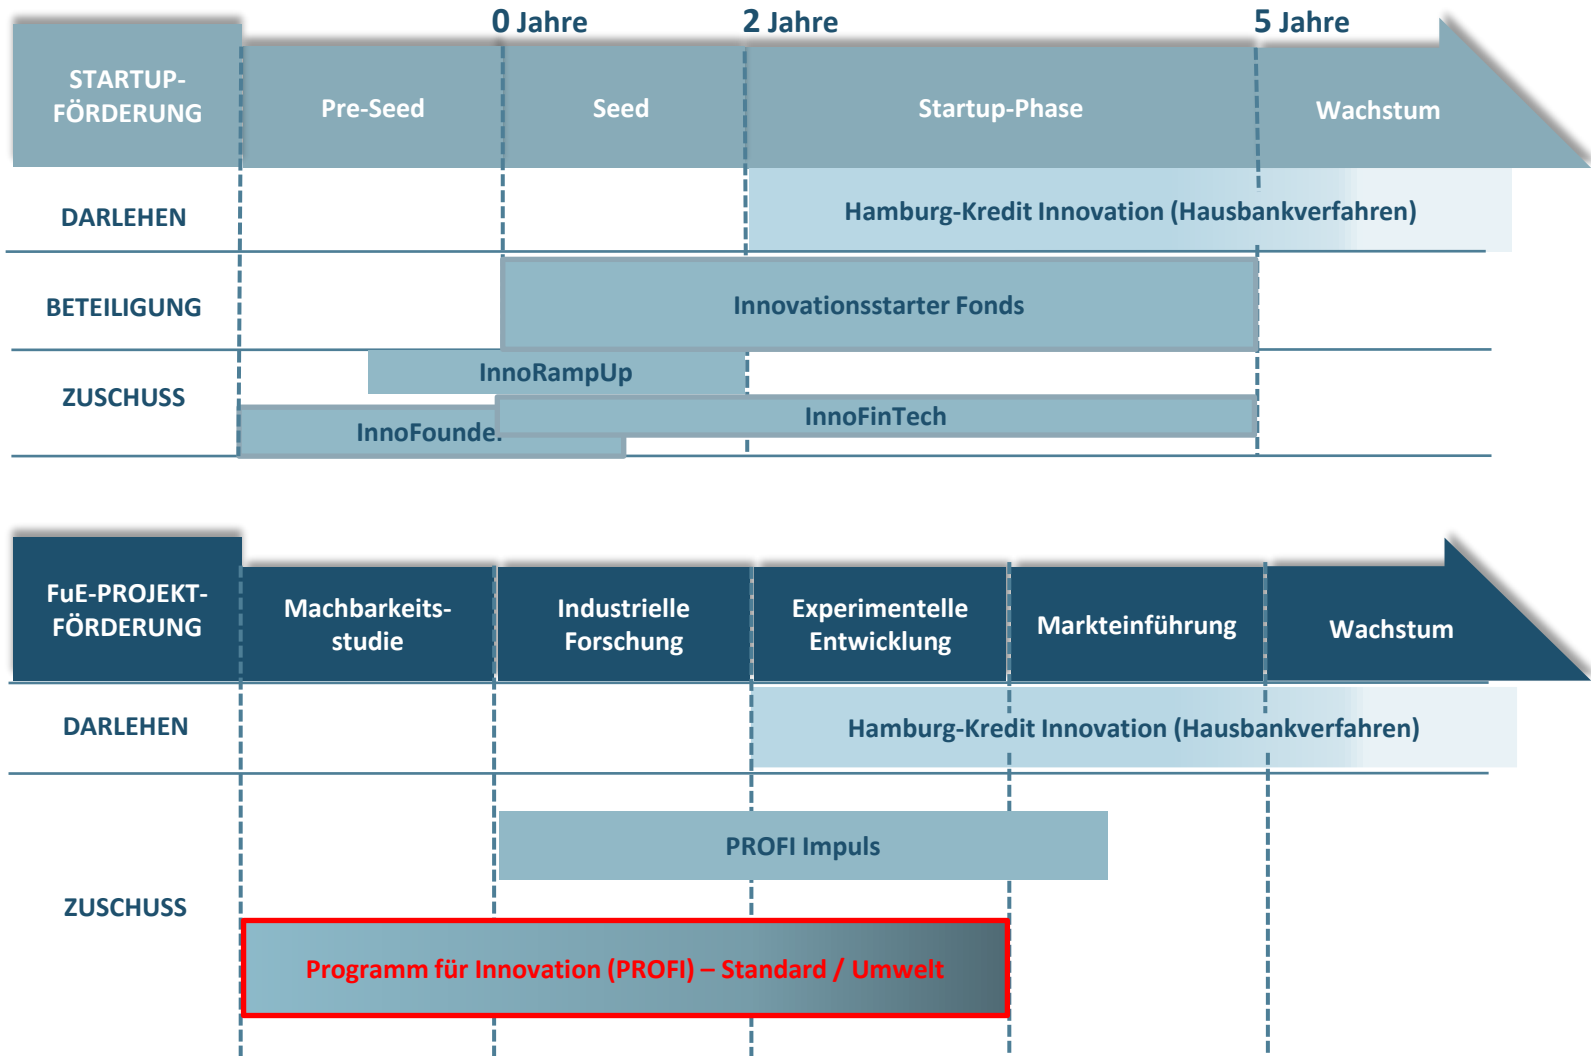 0 Jahre
2 Jahre
5 Jahre
STARTUP-
FÖRDERUNG
Pre-Seed
Seed
Startup-Phase
Wachstum
DARLEHEN
Hamburg-Kredit Innovation (Hausbankverfahren)
BETEILIGUNG
Innovationsstarter Fonds
ZUSCHUSS
InnoRampUp
InnoFinTech
FuE-PROJEKT-
FÖRDERUNG
Machbarkeits-
studie
Industrielle
Forschung
Experimentelle
Entwicklung
Markteinführung
Wachstum
DARLEHEN
Hamburg-Kredit Innovation (Hausbankverfahren)
ZUSCHUSS
PROFI Impuls
Programm für Innovation (PROFI) – Standard / Umwelt